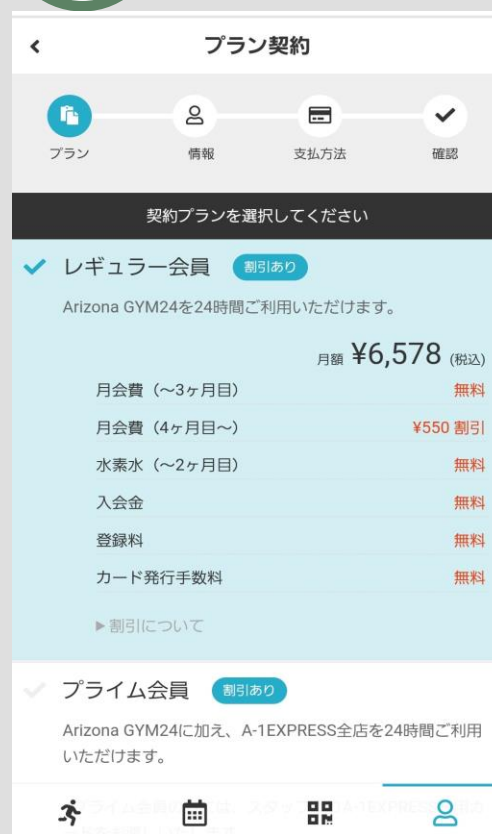 プラン契約
プラン
情報
支払方法
確認
契約プランを選択してください
レギュラー会員 割引あり
Arizona GYM24を24時間ご利用いただけます。
月額 ¥6,578 (税込)
月会費（〜3ヶ月目） 無料
月会費（4ヶ月目〜） ¥550 割引
水素水（〜2ヶ月目） 無料
入会金 無料
登録料 無料
カード発行手数料 無料
▶割引について
プライム会員 割引あり
Arizona GYM24に加え、A-1EXPRESS全店を24時間ご利用
いただけます。